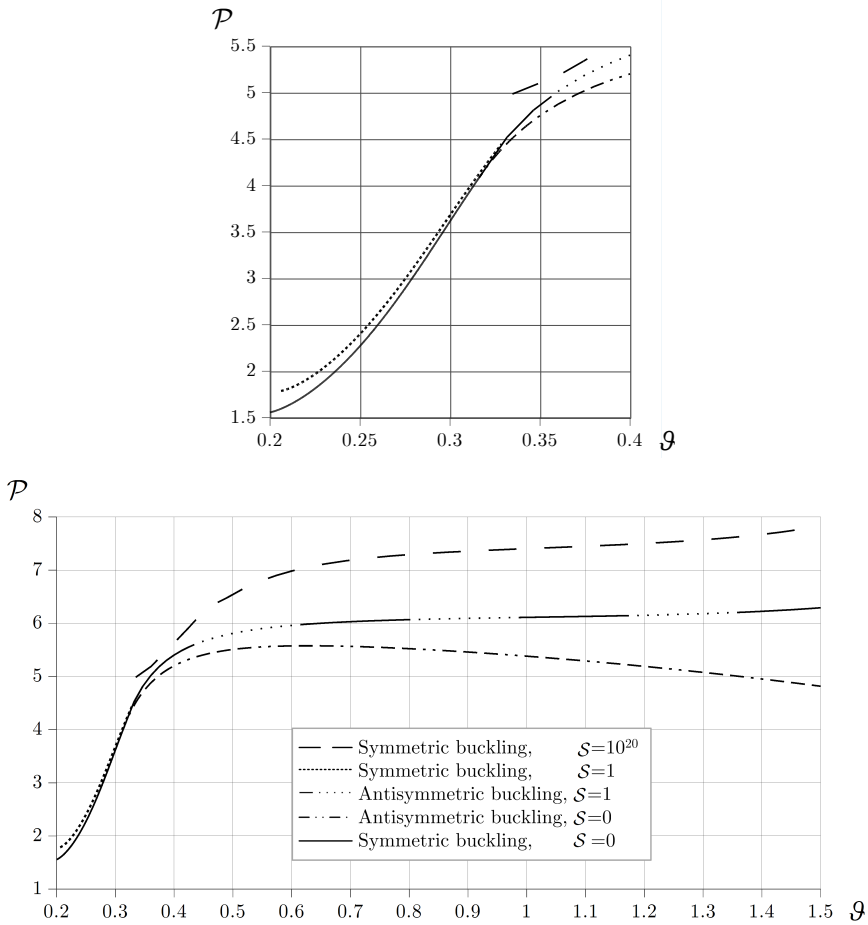 𝒫
5.5
5
4.5
4
3.5
3
2.5
2
1.5
0.2 0.25 0.3 0.35 0.4 ϑ
𝒫
8
7
6
5
4
3
2
1
Symmetric buckling, 𝒮=10²⁰
Symmetric buckling, 𝒮=1
Antisymmetric buckling, 𝒮=1
Antisymmetric buckling, 𝒮=0
Symmetric buckling, 𝒮=0
0.2 0.3 0.4 0.5 0.6 0.7 0.8 0.9 1 1.1 1.2 1.3 1.4 1.5 ϑ